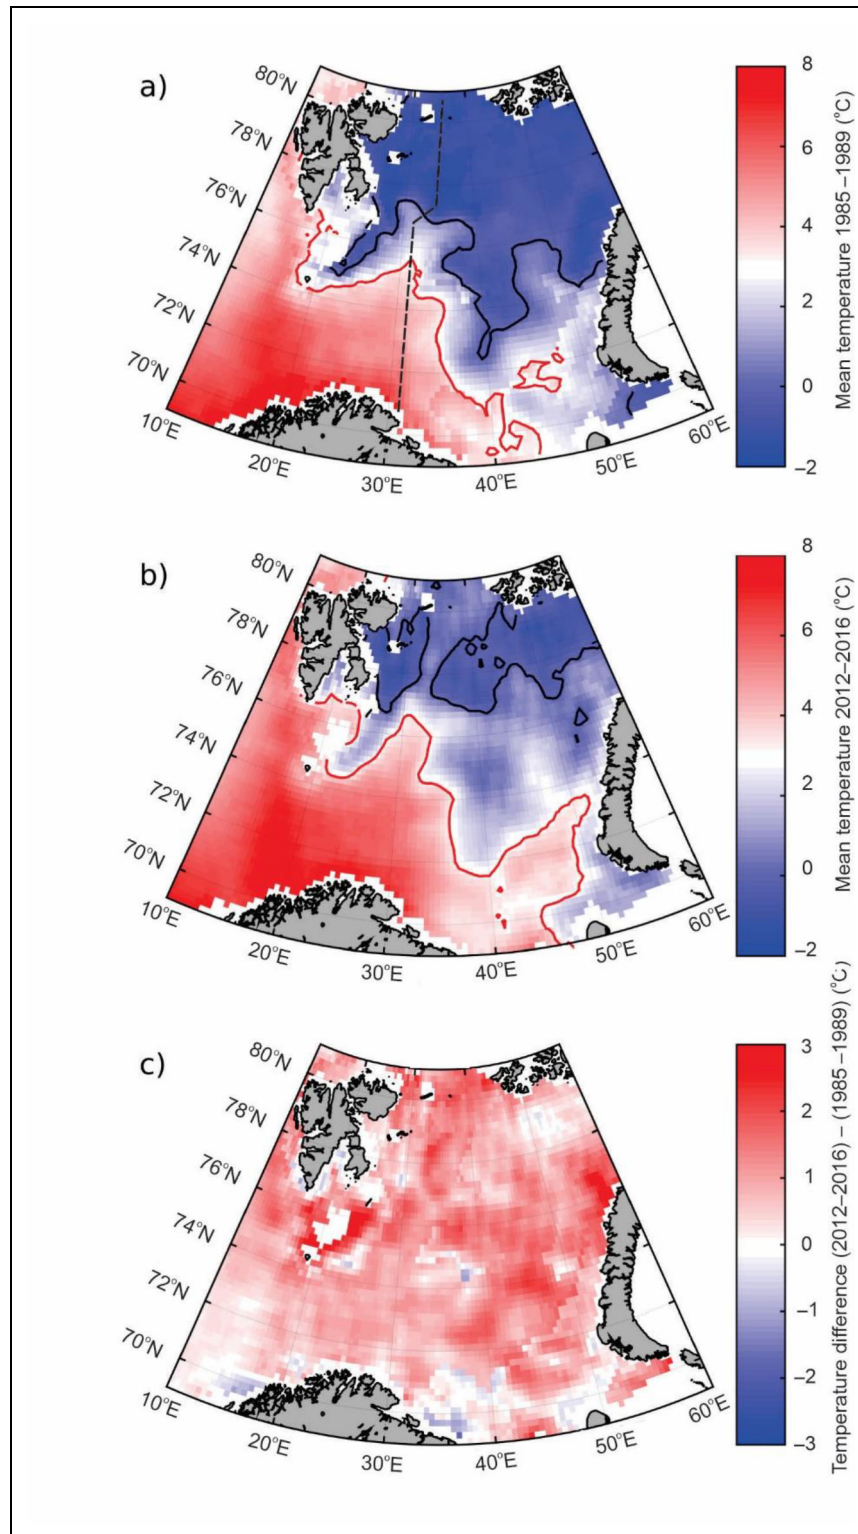 a)
80°N
78°N
76°N
74°N
72°N
70°N
10°E
20°E
30°E
40°E
50°E
60°E
8
6
4
2
0
–2
Mean temperature 1985–1989 (°C)
b)
80°N
78°N
76°N
74°N
72°N
70°N
10°E
20°E
30°E
40°E
50°E
60°E
8
6
4
2
0
–2
Mean temperature 2012–2016 (°C)
c)
80°N
78°N
76°N
74°N
72°N
70°N
10°E
20°E
30°E
40°E
50°E
60°E
3
2
1
0
–1
–2
–3
Temperature difference (2012–2016) – (1985–1989) (°C)